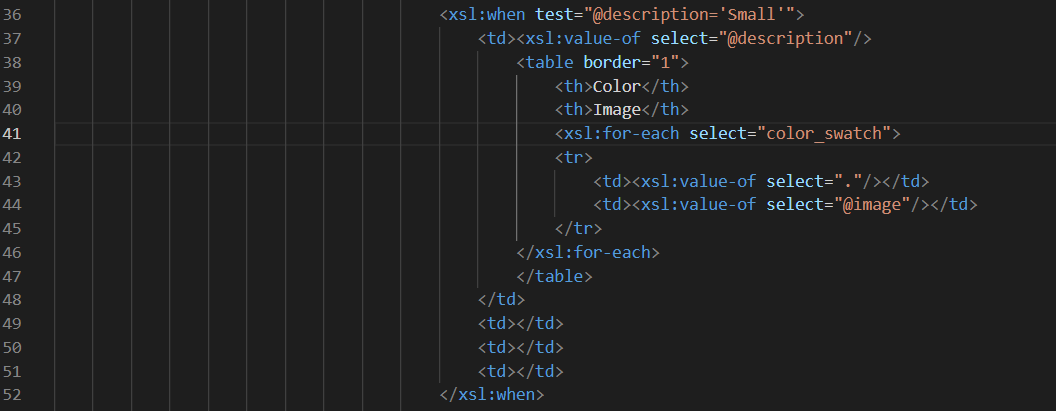 36 <xsl:when test="@description='Small'">
37 <td><xsl:value-of select="@description"/>
38 <table border="1">
39 <th>Color</th>
40 <th>Image</th>
41 <xsl:for-each select="color_swatch">
42 <tr>
43 <td><xsl:value-of select="."/></td>
44 <td><xsl:value-of select="@image"/></td>
45 </tr>
46 </xsl:for-each>
47 </table>
48 </td>
49 <td></td>
50 <td></td>
51 <td></td>
52 </xsl:when>